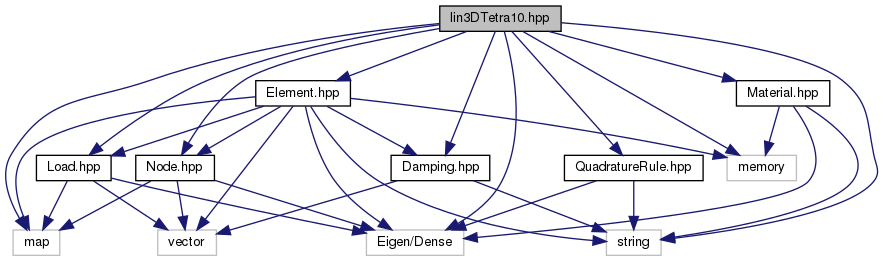 lin3DTetra10.hpp
Element.hpp
Material.hpp
Load.hpp
Node.hpp
Damping.hpp
QuadratureRule.hpp
memory
map
vector
Eigen/Dense
string